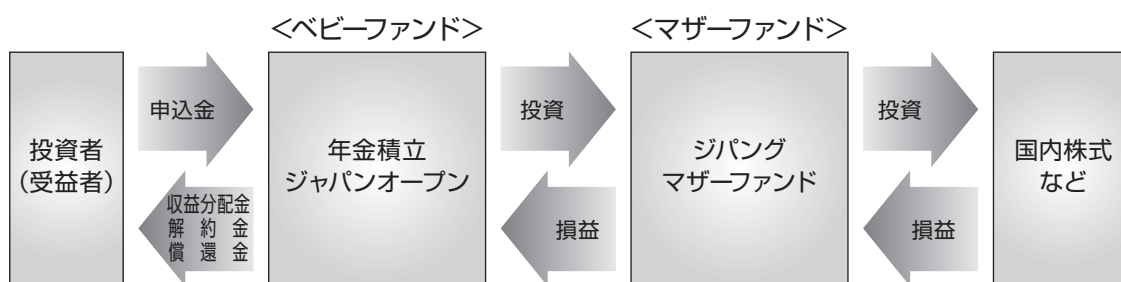 <ベビーファンド>
<マザーファンド>
投資者
(受益者)
申込金
収益分配金
解約金
償還金
年金積立
ジャパンオープン
投資
損益
ジパング
マザーファンド
投資
損益
国内株式
など